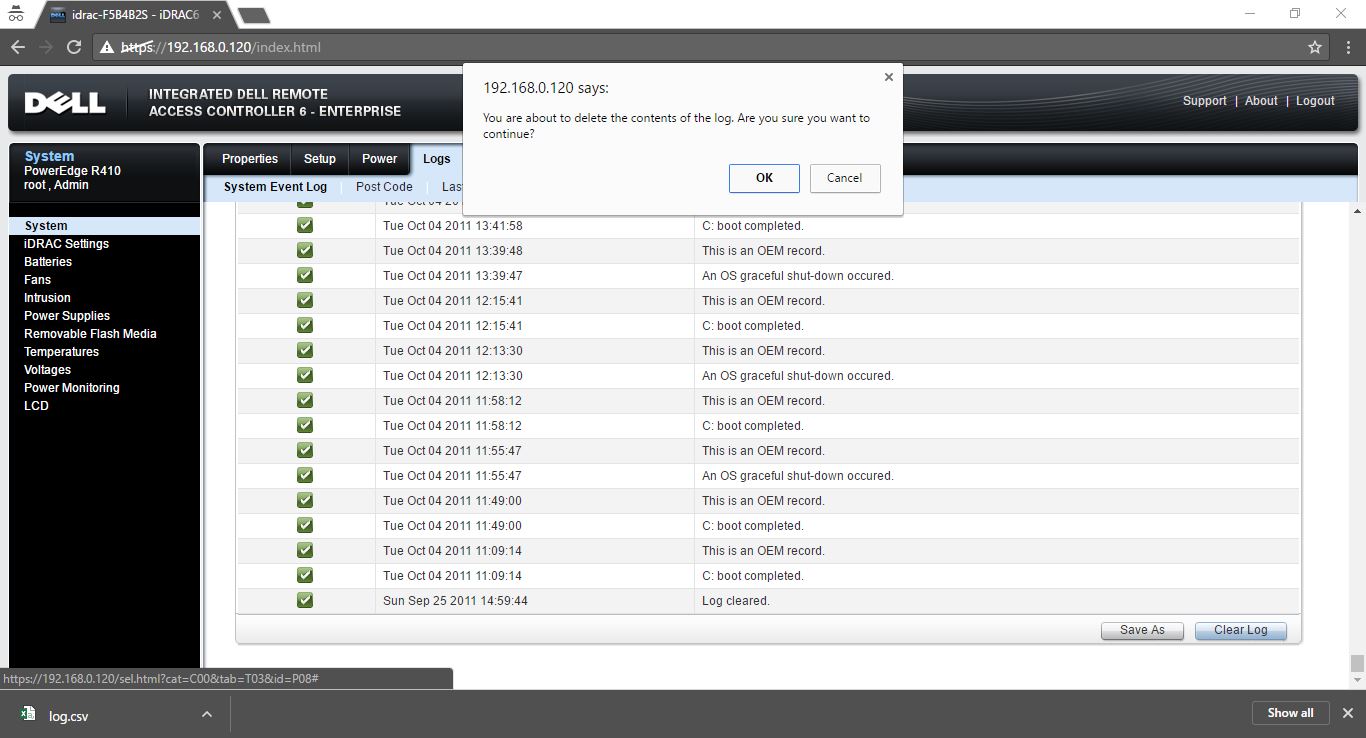 idrac-F5B4B2S - iDRAC6
https://192.168.0.120/index.html
DELL
INTEGRATED DELL REMOTE
ACCESS CONTROLLER 6 - ENTERPRISE
Support | About | Logout
192.168.0.120 says:
You are about to delete the contents of the log. Are you sure you want to
continue?
OK Cancel
System
PowerEdge R410
root , Admin
Properties Setup Power Logs
System Event Log Post Code
System
iDRAC Settings
Batteries
Fans
Intrusion
Power Supplies
Removable Flash Media
Temperatures
Voltages
Power Monitoring
LCD
Tue Oct 04 2011 13:41:58 C: boot completed.
Tue Oct 04 2011 13:39:48 This is an OEM record.
Tue Oct 04 2011 13:39:47 An OS graceful shut-down occured.
Tue Oct 04 2011 12:15:41 This is an OEM record.
Tue Oct 04 2011 12:15:41 C: boot completed.
Tue Oct 04 2011 12:13:30 This is an OEM record.
Tue Oct 04 2011 12:13:30 An OS graceful shut-down occured.
Tue Oct 04 2011 11:58:12 This is an OEM record.
Tue Oct 04 2011 11:58:12 C: boot completed.
Tue Oct 04 2011 11:55:47 This is an OEM record.
Tue Oct 04 2011 11:55:47 An OS graceful shut-down occured.
Tue Oct 04 2011 11:49:00 This is an OEM record.
Tue Oct 04 2011 11:49:00 C: boot completed.
Tue Oct 04 2011 11:09:14 This is an OEM record.
Tue Oct 04 2011 11:09:14 C: boot completed.
Sun Sep 25 2011 14:59:44 Log cleared.
Save As Clear Log
https://192.168.0.120/sel.html?cat=C00&tab=T03&id=P08#
log.csv
Show all